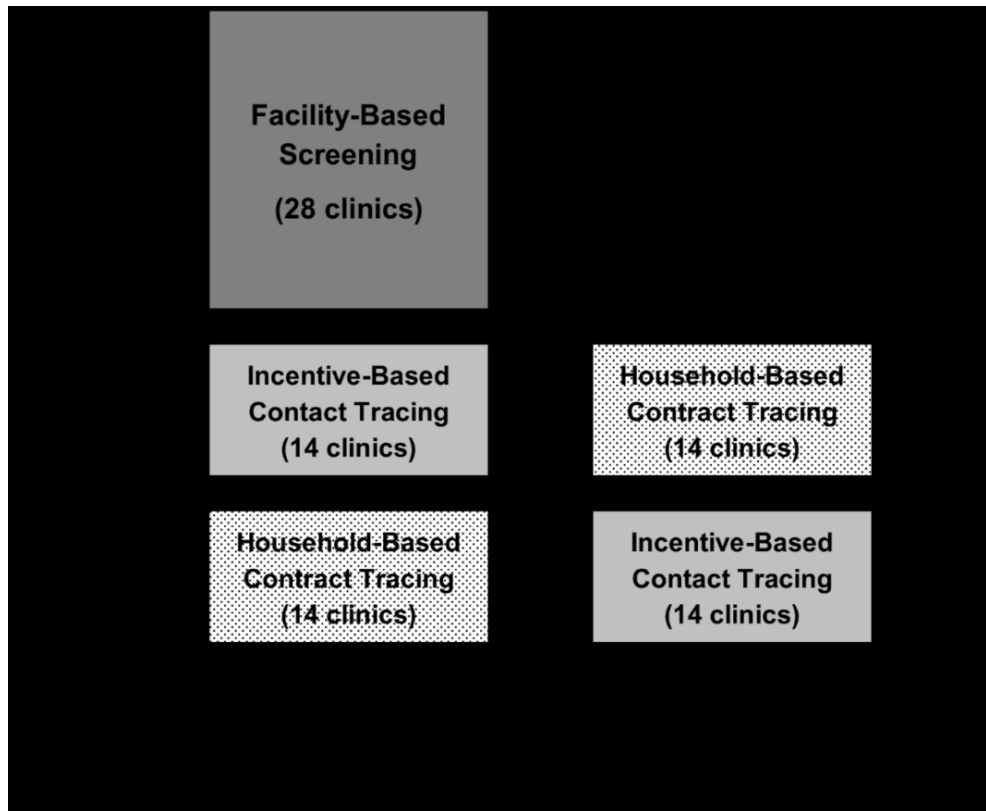 Facility-Based
Screening
(28 clinics)
Incentive-Based
Contact Tracing
(14 clinics)
Household-Based
Contract Tracing
(14 clinics)
Household-Based
Contract Tracing
(14 clinics)
Incentive-Based
Contact Tracing
(14 clinics)